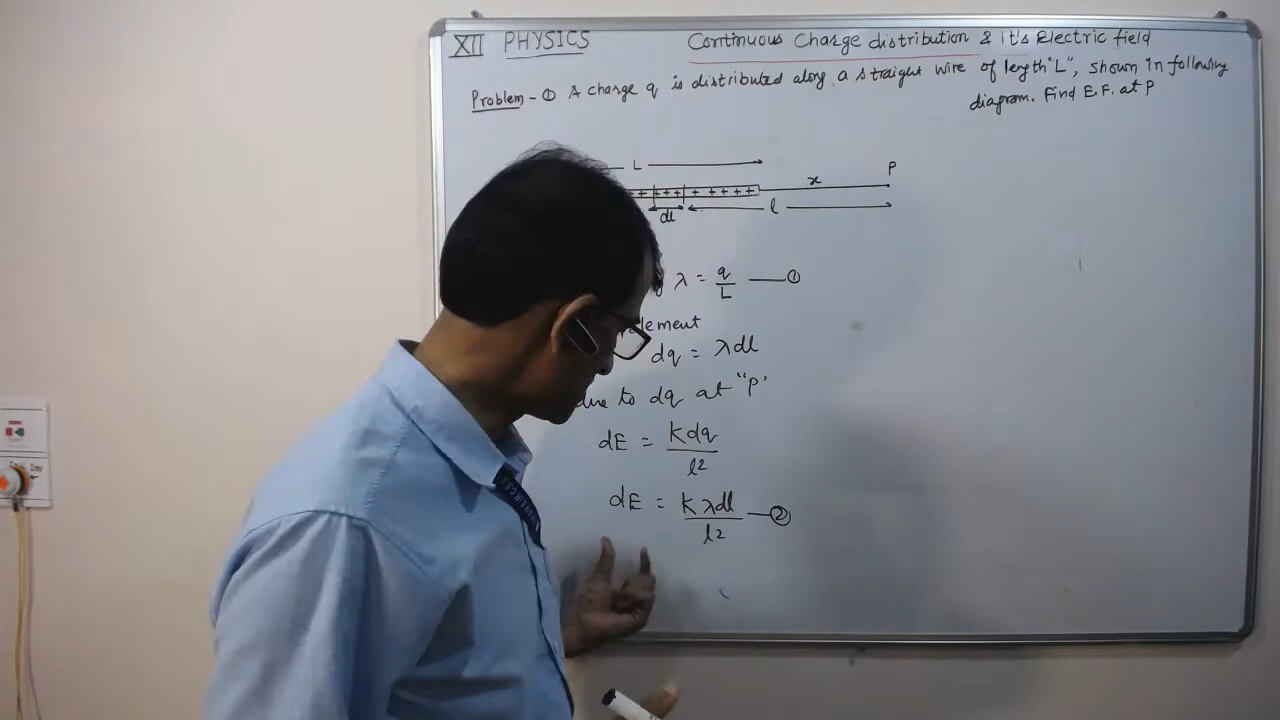 XII PHYSICS Continuous Charge distribution & it's Electric field
Problem - ① A charge q is distributed along a straight wire of length "L", shown in following
diagram. Find E.F. at P
L
P
x
+ + + + + + + + + +
dl
l
λ = q/L —— ①
element
dq = λdl
due to dq at "P"
dE = Kdq/l²
dE = Kλdl/l² —②